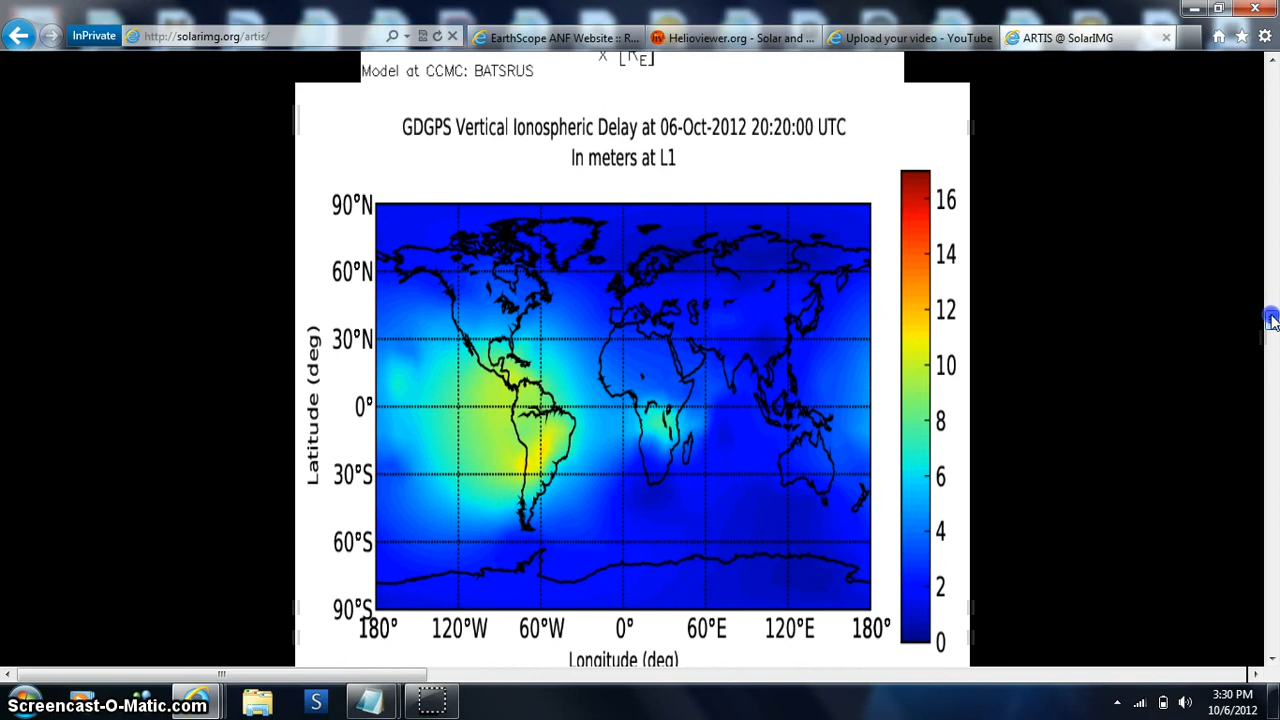 InPrivate
http://solarimg.org/artis/
EarthScope ANF Website :: R...
Helioviewer.org - Solar and ...
Upload your video - YouTube
ARTIS @ SolarIMG
X [RE]
Model at CCMC: BATSRUS
GDGPS Vertical Ionospheric Delay at 06-Oct-2012 20:20:00 UTC
In meters at L1
90°N
60°N
30°N
0°
30°S
60°S
90°S
Latitude (deg)
180° 120°W 60°W 0° 60°E 120°E 180°
Longitude (deg)
16
14
12
10
8
6
4
2
0
S
Screencast-O-Matic.com
3:30 PM
10/6/2012